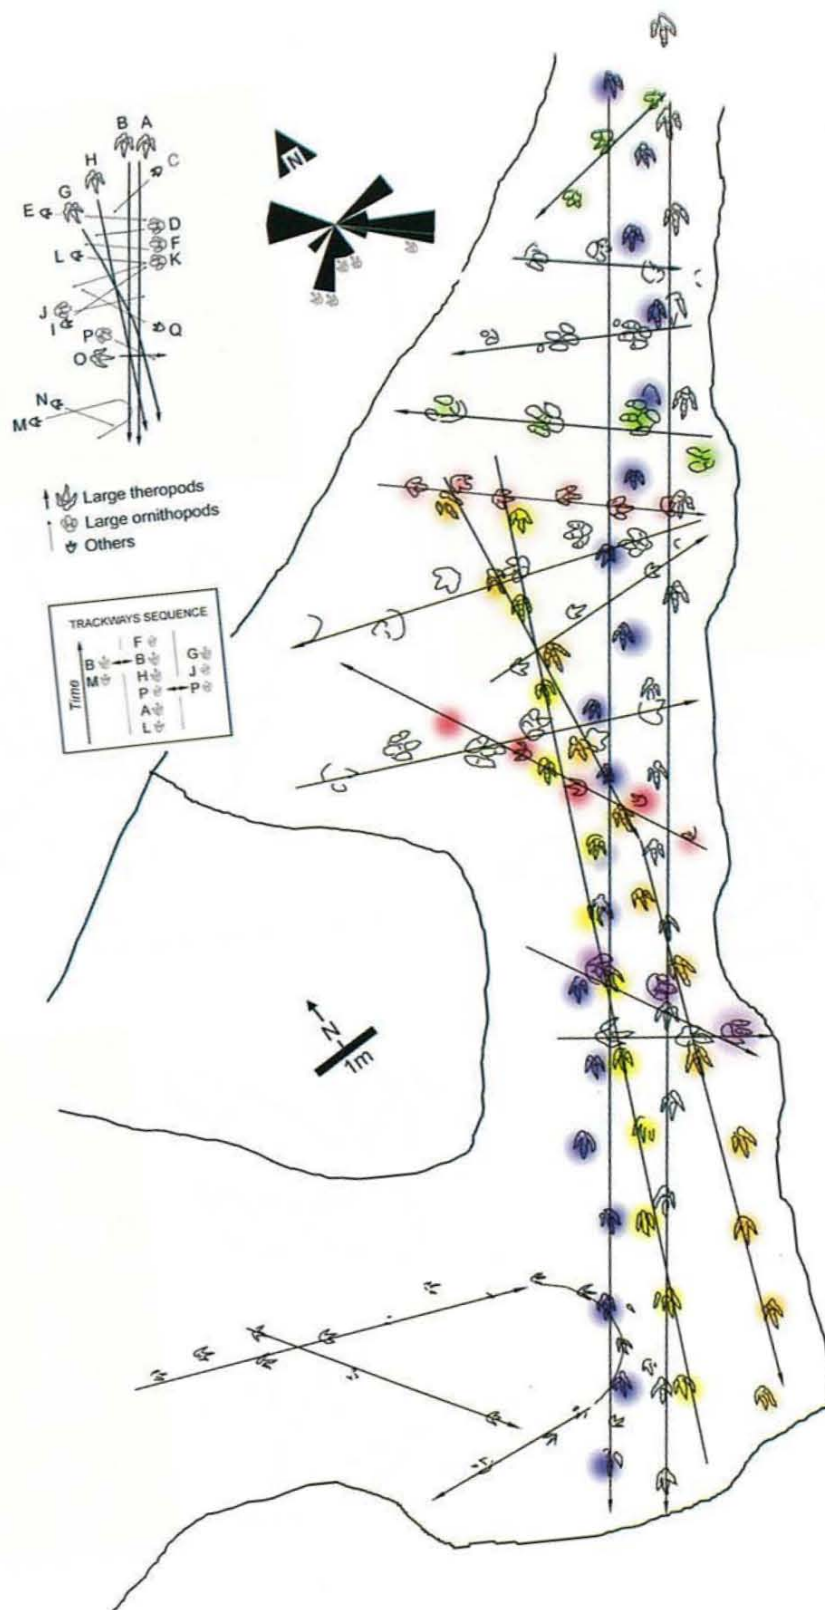 B A
C
H
G
E
D
F
L
K
J
I
Q
P
O
N
M
N
Large theropods
Large ornithopods
Others
TRACKWAYS SEQUENCE
Time
F
B B G
M H J
P P
A
L
N
1m